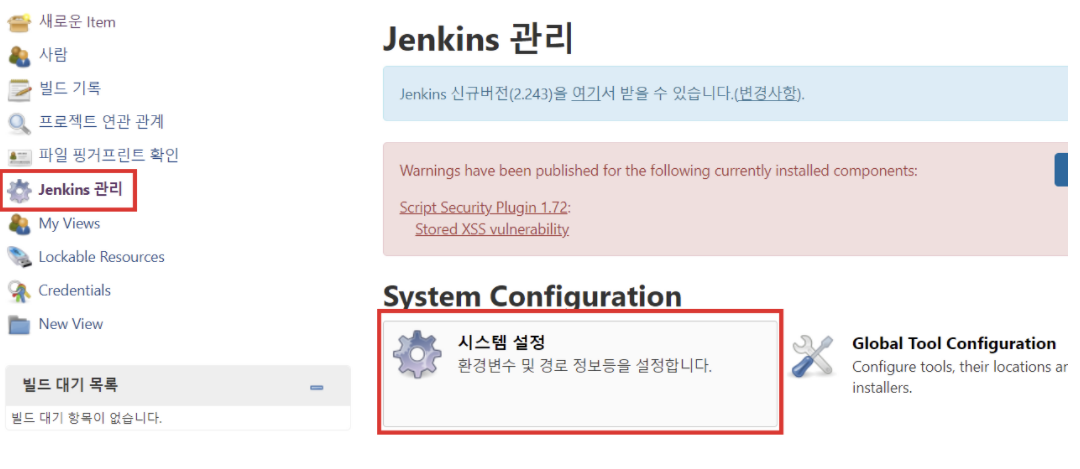 새로운 Item
사람
빌드 기록
프로젝트 연관 관계
파일 핑거프린트 확인
Jenkins 관리
My Views
Lockable Resources
Credentials
New View
빌드 대기 목록
빌드 대기 항목이 없습니다.
Jenkins 관리
Jenkins 신규버전(2.243)을 여기서 받을 수 있습니다.(변경사항).
Warnings have been published for the following currently installed components:
Script Security Plugin 1.72:
Stored XSS vulnerability
System Configuration
시스템 설정
환경변수 및 경로 정보등을 설정합니다.
Global Tool Configuration
Configure tools, their locations
installers.